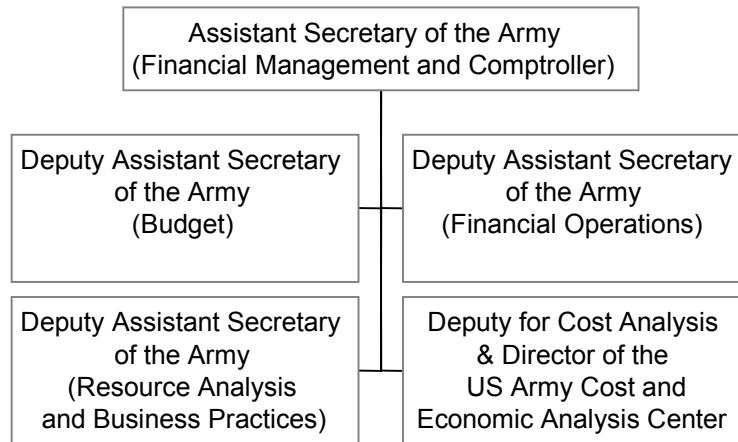 Assistant Secretary of the Army
(Financial Management and Comptroller)
Deputy Assistant Secretary
of the Army
(Budget)
Deputy Assistant Secretary
of the Army
(Financial Operations)
Deputy Assistant Secretary
of the Army
(Resource Analysis
and Business Practices)
Deputy for Cost Analysis
& Director of the
US Army Cost and
Economic Analysis Center